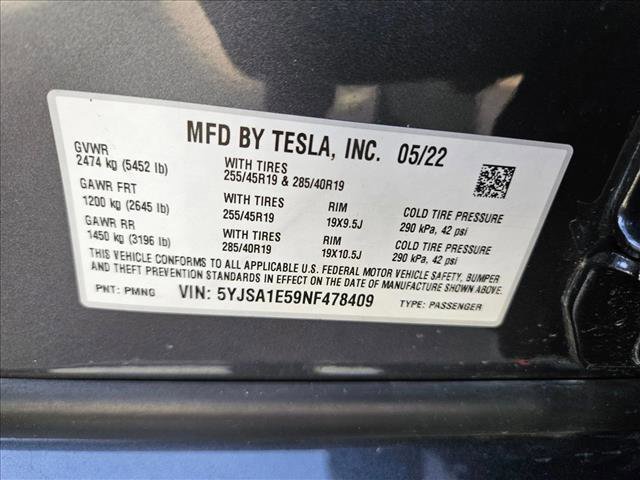 MFD BY TESLA, INC. 05/22
GVWR
2474 kg (5452 lb)
WITH TIRES
255/45R19 & 285/40R19
GAWR FRT
1200 kg (2645 lb)
WITH TIRES
255/45R19
RIM
19X9.5J
COLD TIRE PRESSURE
290 kPa, 42 psi
GAWR RR
1450 kg (3196 lb)
WITH TIRES
285/40R19
RIM
19X10.5J
COLD TIRE PRESSURE
290 kPa, 42 psi
THIS VEHICLE CONFORMS TO ALL APPLICABLE U.S. FEDERAL MOTOR VEHICLE SAFETY, BUMPER
AND THEFT PREVENTION STANDARDS IN EFFECT ON THE DATE OF MANUFACTURE SHOWN ABOVE.
PNT: PMNG VIN: 5YJSA1E59NF478409 TYPE: PASSENGER